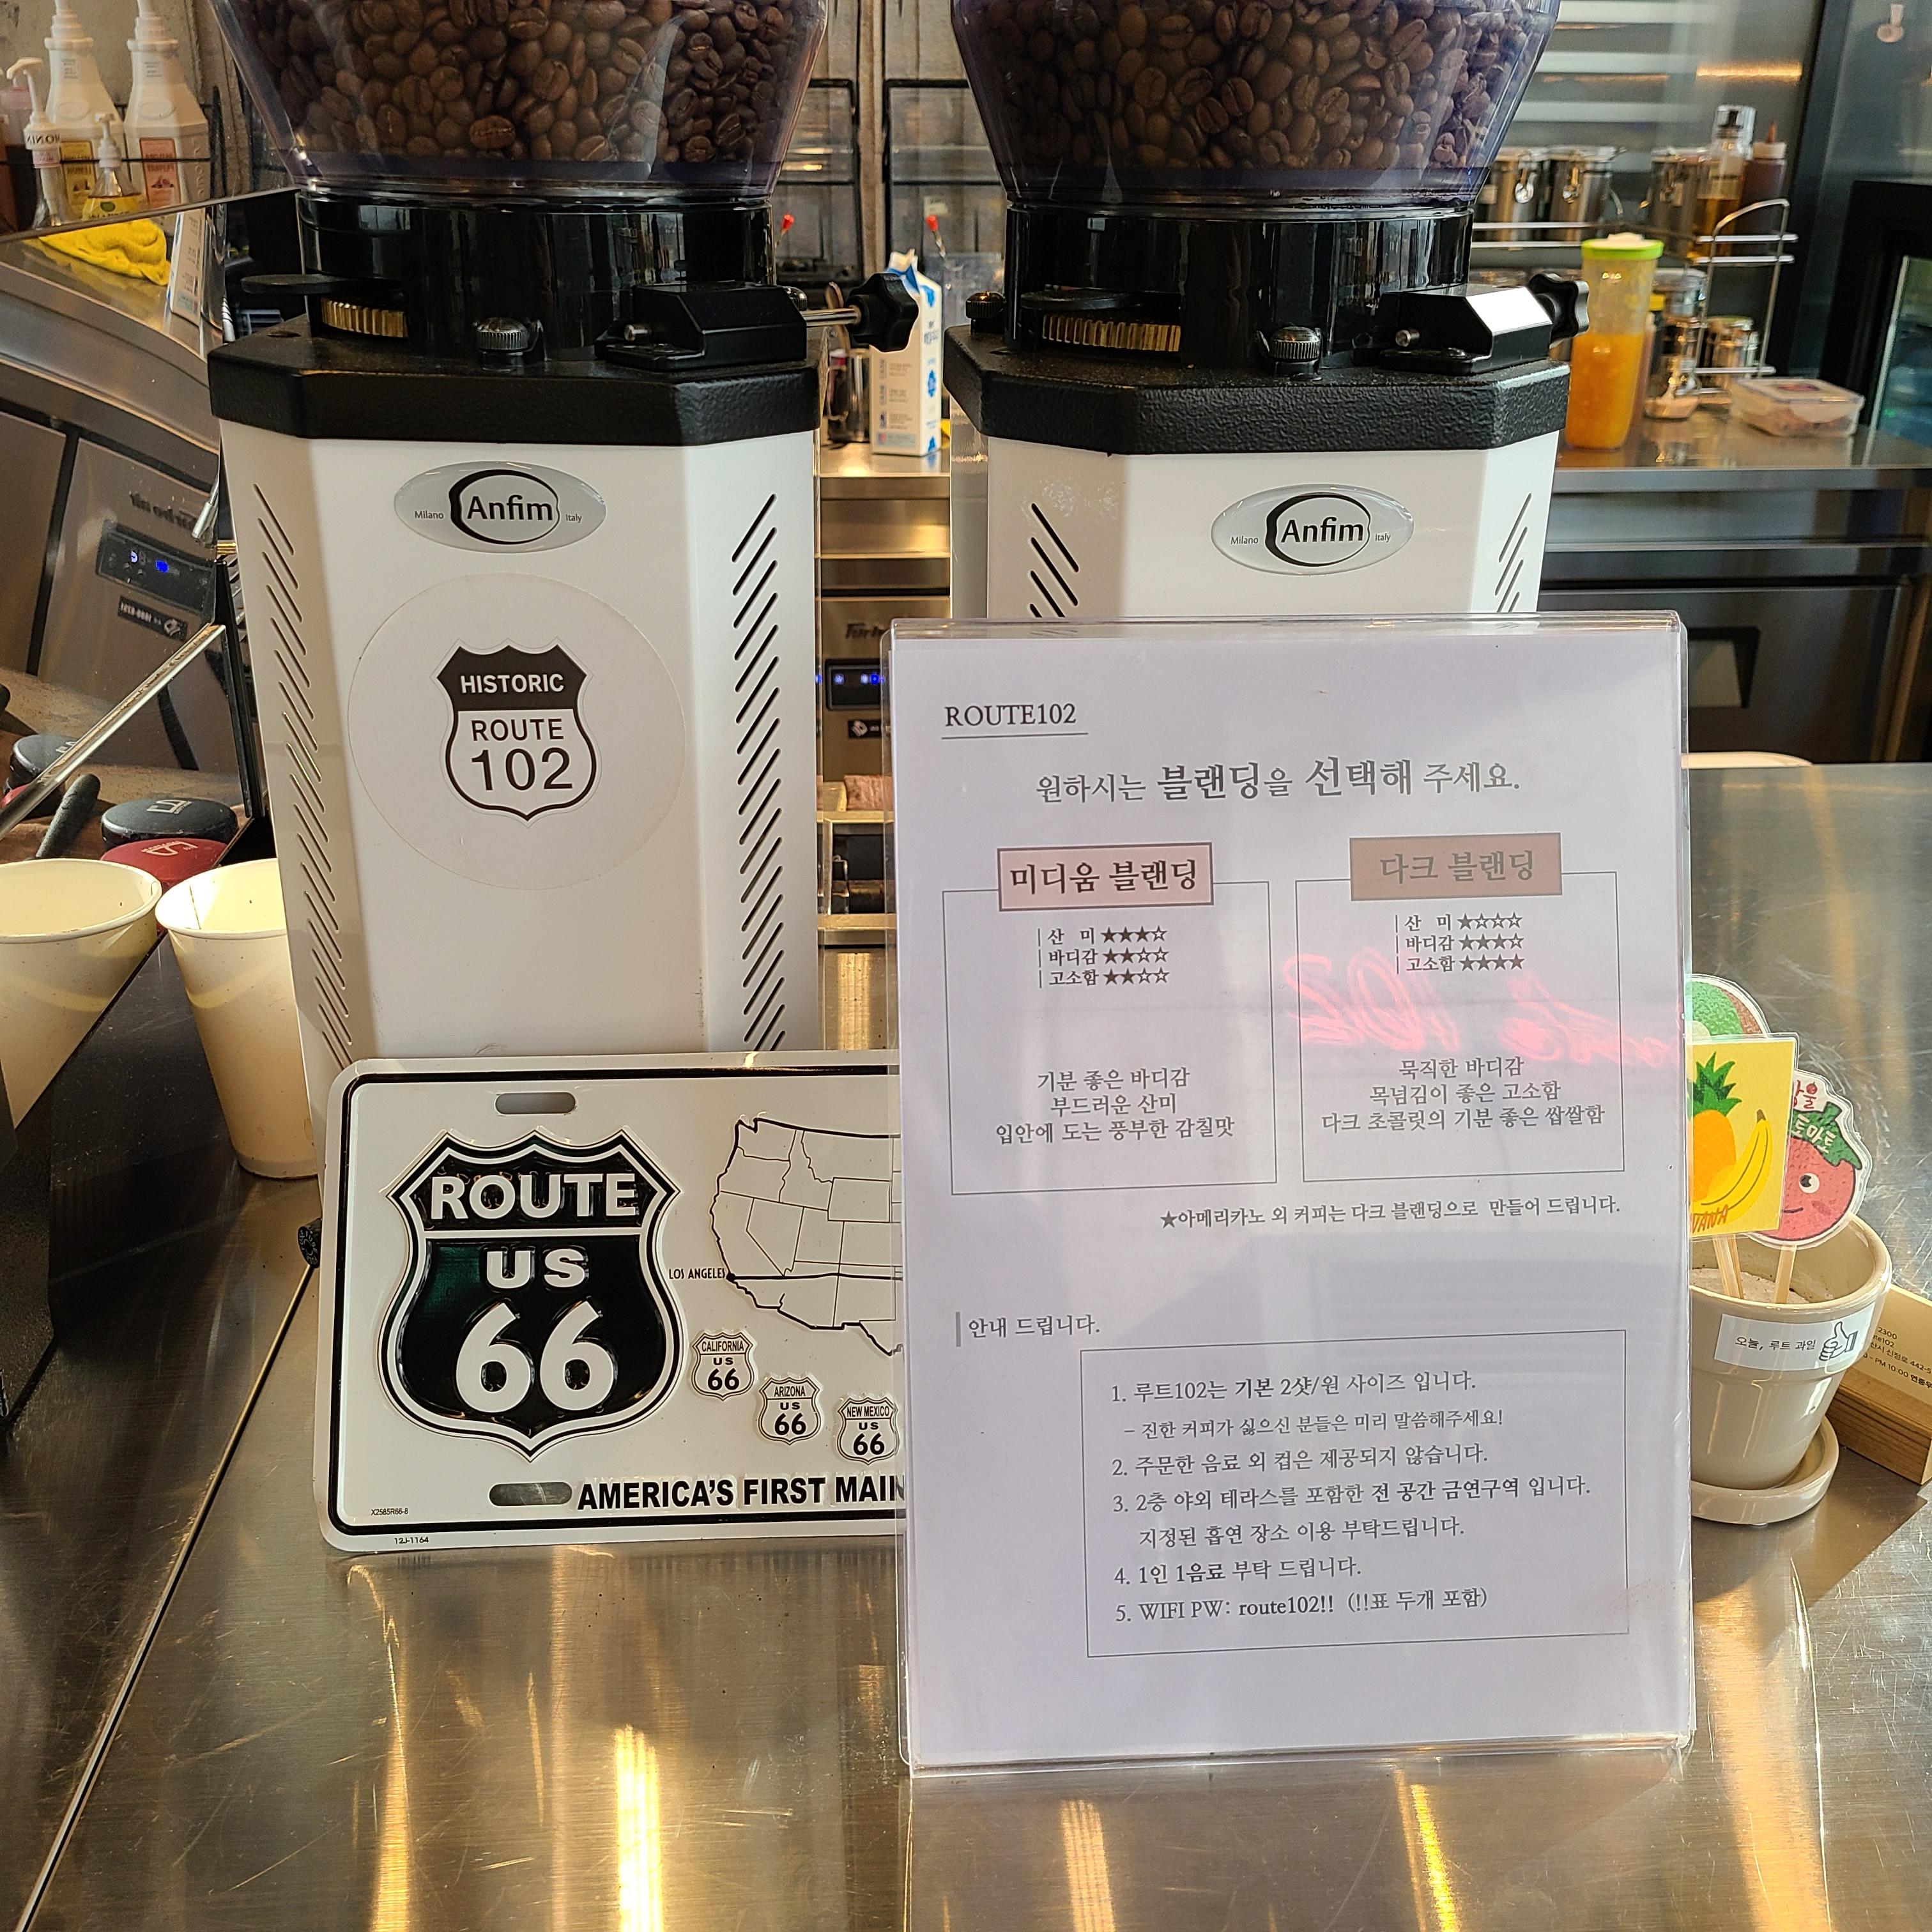 Milano Anfim Italy
Milano Anfim Italy
HISTORIC
ROUTE
102
ROUTE102
원하시는 블랜딩을 선택해 주세요.
미디움 블랜딩
| 산 미 ★★★☆
| 바디감 ★★☆☆
| 고소함 ★★☆☆
기분 좋은 바디감
부드러운 산미
입안에 도는 풍부한 감칠맛
다크 블랜딩
| 산 미 ★☆☆☆
| 바디감 ★★★☆
| 고소함 ★★★★
묵직한 바디감
목넘김이 좋은 고소함
다크 초콜릿의 기분 좋은 쌉쌀함
★아메리카노 외 커피는 다크 블랜딩으로 만들어 드립니다.
안내 드립니다.
1. 루트102는 기본 2샷/원 사이즈 입니다.
- 진한 커피가 싫으신 분들은 미리 말씀해주세요!
2. 주문한 음료 외 컵은 제공되지 않습니다.
3. 2층 야외 테라스를 포함한 전 공간 금연구역 입니다.
지정된 흡연 장소 이용 부탁드립니다.
4. 1인 1음료 부탁 드립니다.
5. WIFI PW: route102!! (!!표 두개 포함)
ROUTE
US
66
LOS ANGELES
CALIFORNIA
US
66
ARIZONA
US
66
NEW MEXICO
US
66
AMERICA'S FIRST MAIN
X2585R66-8
12J-1164
토마토
오늘, 루트 과일
2300